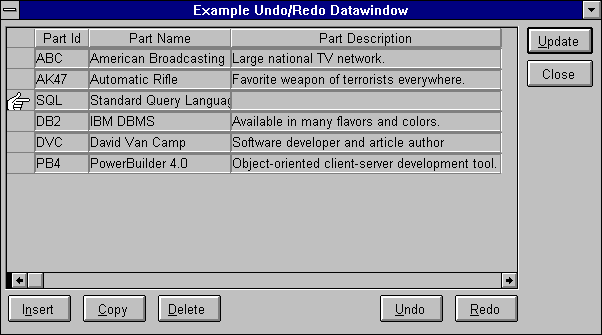 Example Undo/Redo Datawindow
Part Id Part Name Part Description
ABC American Broadcasting Large national TV network.
AK47 Automatic Rifle Favorite weapon of terrorists everywhere.
SQL Standard Query Languag
DB2 IBM DBMS Available in many flavors and colors.
DVC David Van Camp Software developer and article author
PB4 PowerBuilder 4.0 Object-oriented client-server development tool.
Update
Close
Insert Copy Delete Undo Redo